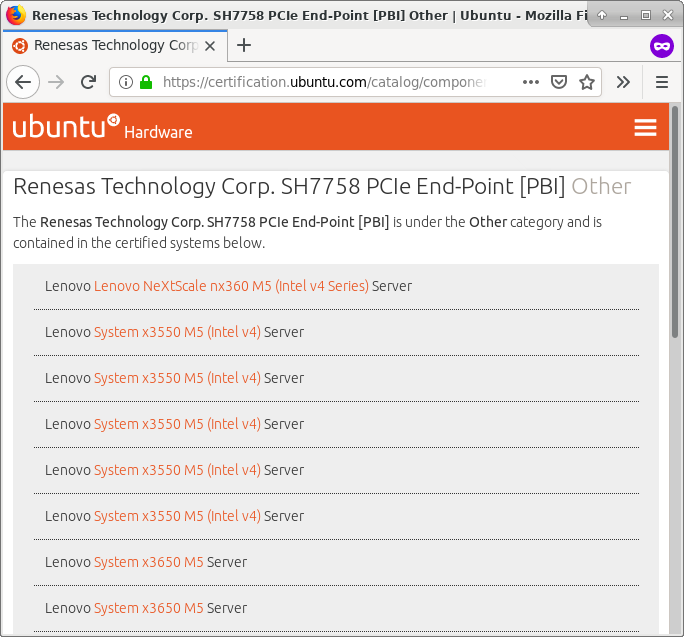 Renesas Technology Corp. SH7758 PCIe End-Point [PBI] Other | Ubuntu - Mozilla Fi
Renesas Technology Corp
https://certification.ubuntu.com/catalog/compone
ubuntu Hardware
Renesas Technology Corp. SH7758 PCIe End-Point [PBI] Other
The Renesas Technology Corp. SH7758 PCIe End-Point [PBI] is under the Other category and is
contained in the certified systems below.
Lenovo Lenovo NeXtScale nx360 M5 (Intel v4 Series) Server
Lenovo System x3550 M5 (Intel v4) Server
Lenovo System x3550 M5 (Intel v4) Server
Lenovo System x3550 M5 (Intel v4) Server
Lenovo System x3550 M5 (Intel v4) Server
Lenovo System x3550 M5 (Intel v4) Server
Lenovo System x3650 M5 Server
Lenovo System x3650 M5 Server